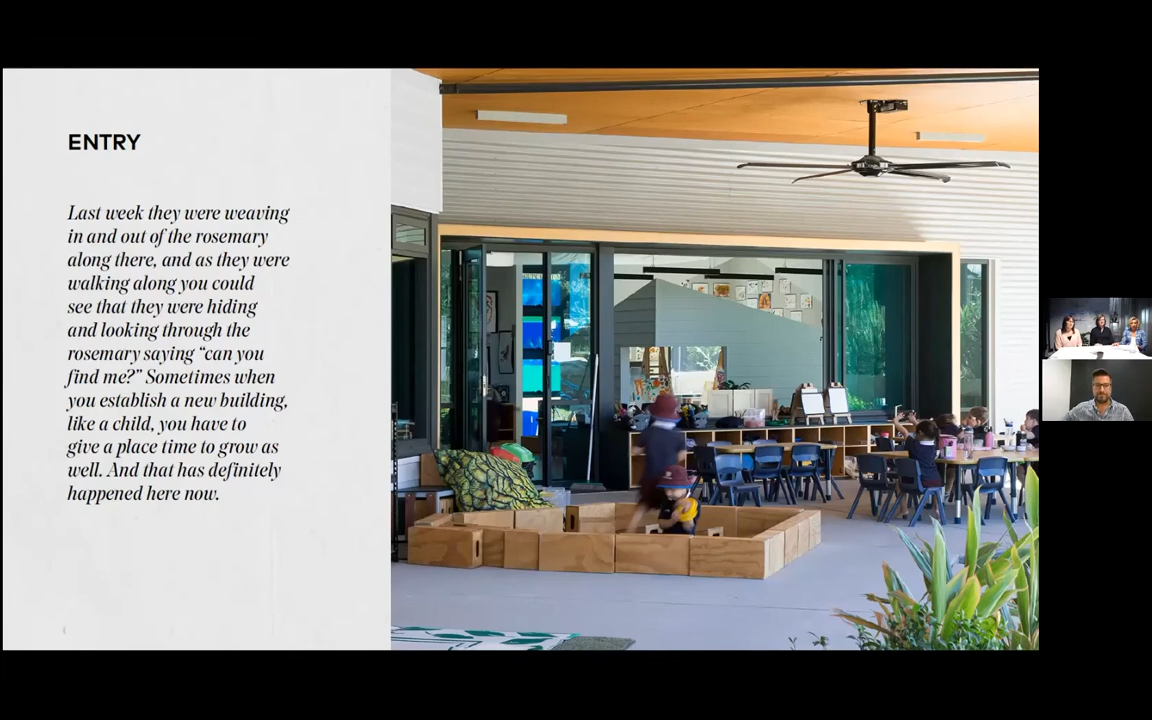 ENTRY
Last week they were weaving
in and out of the rosemary
along there, and as they were
walking along you could
see that they were hiding
and looking through the
rosemary saying “can you
find me?” Sometimes when
you establish a new building,
like a child, you have to
give a place time to grow as
well. And that has definitely
happened here now.